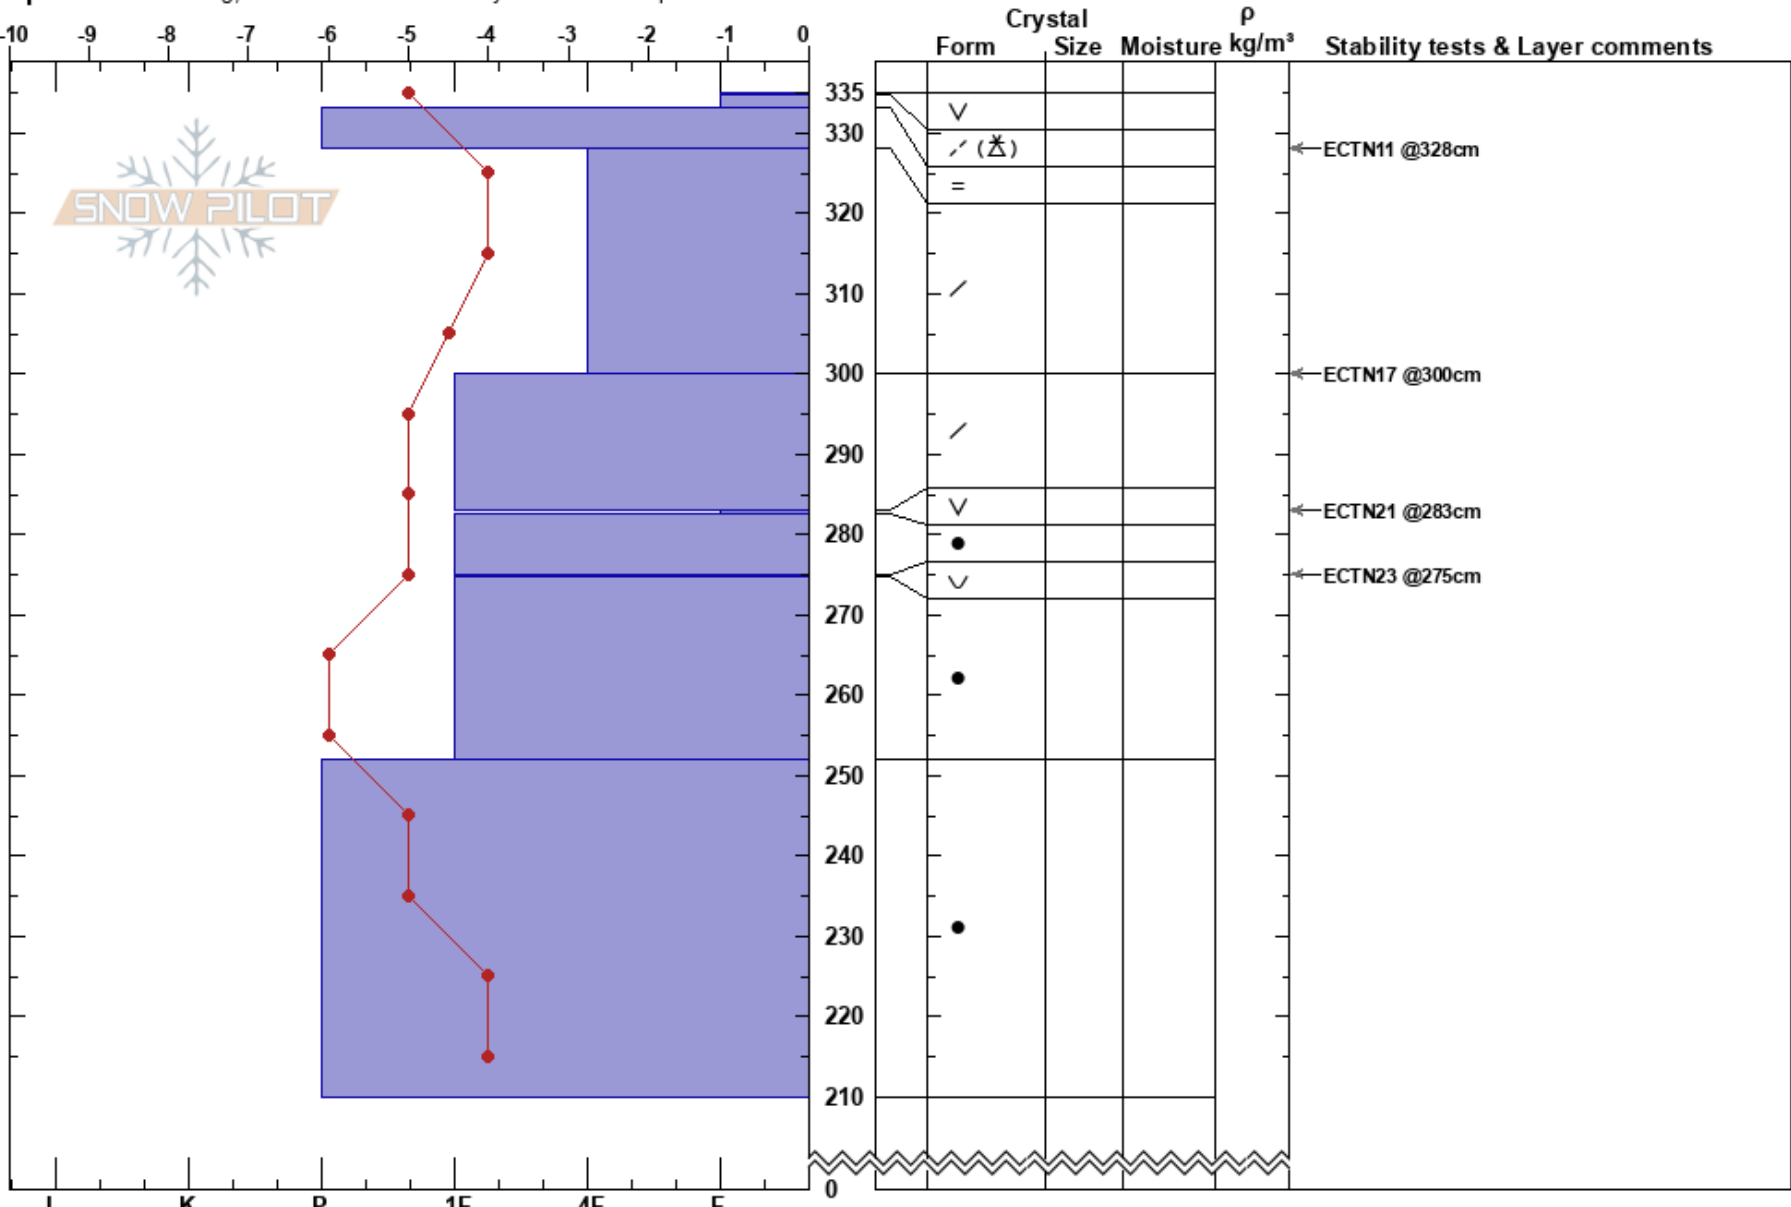 -10 -9 -8 -7 -6 -5 -4 -3 -2 -1 0
Crystal
ρ
Form Size Moisture kg/m³ Stability tests & Layer comments
335
330
ECTN11 @328cm
SNOW PILOT
320
310
300
ECTN17 @300cm
290
ECTN21 @283cm
280
ECTN23 @275cm
270
260
250
240
230
220
210
0
I K P 1F 4F F